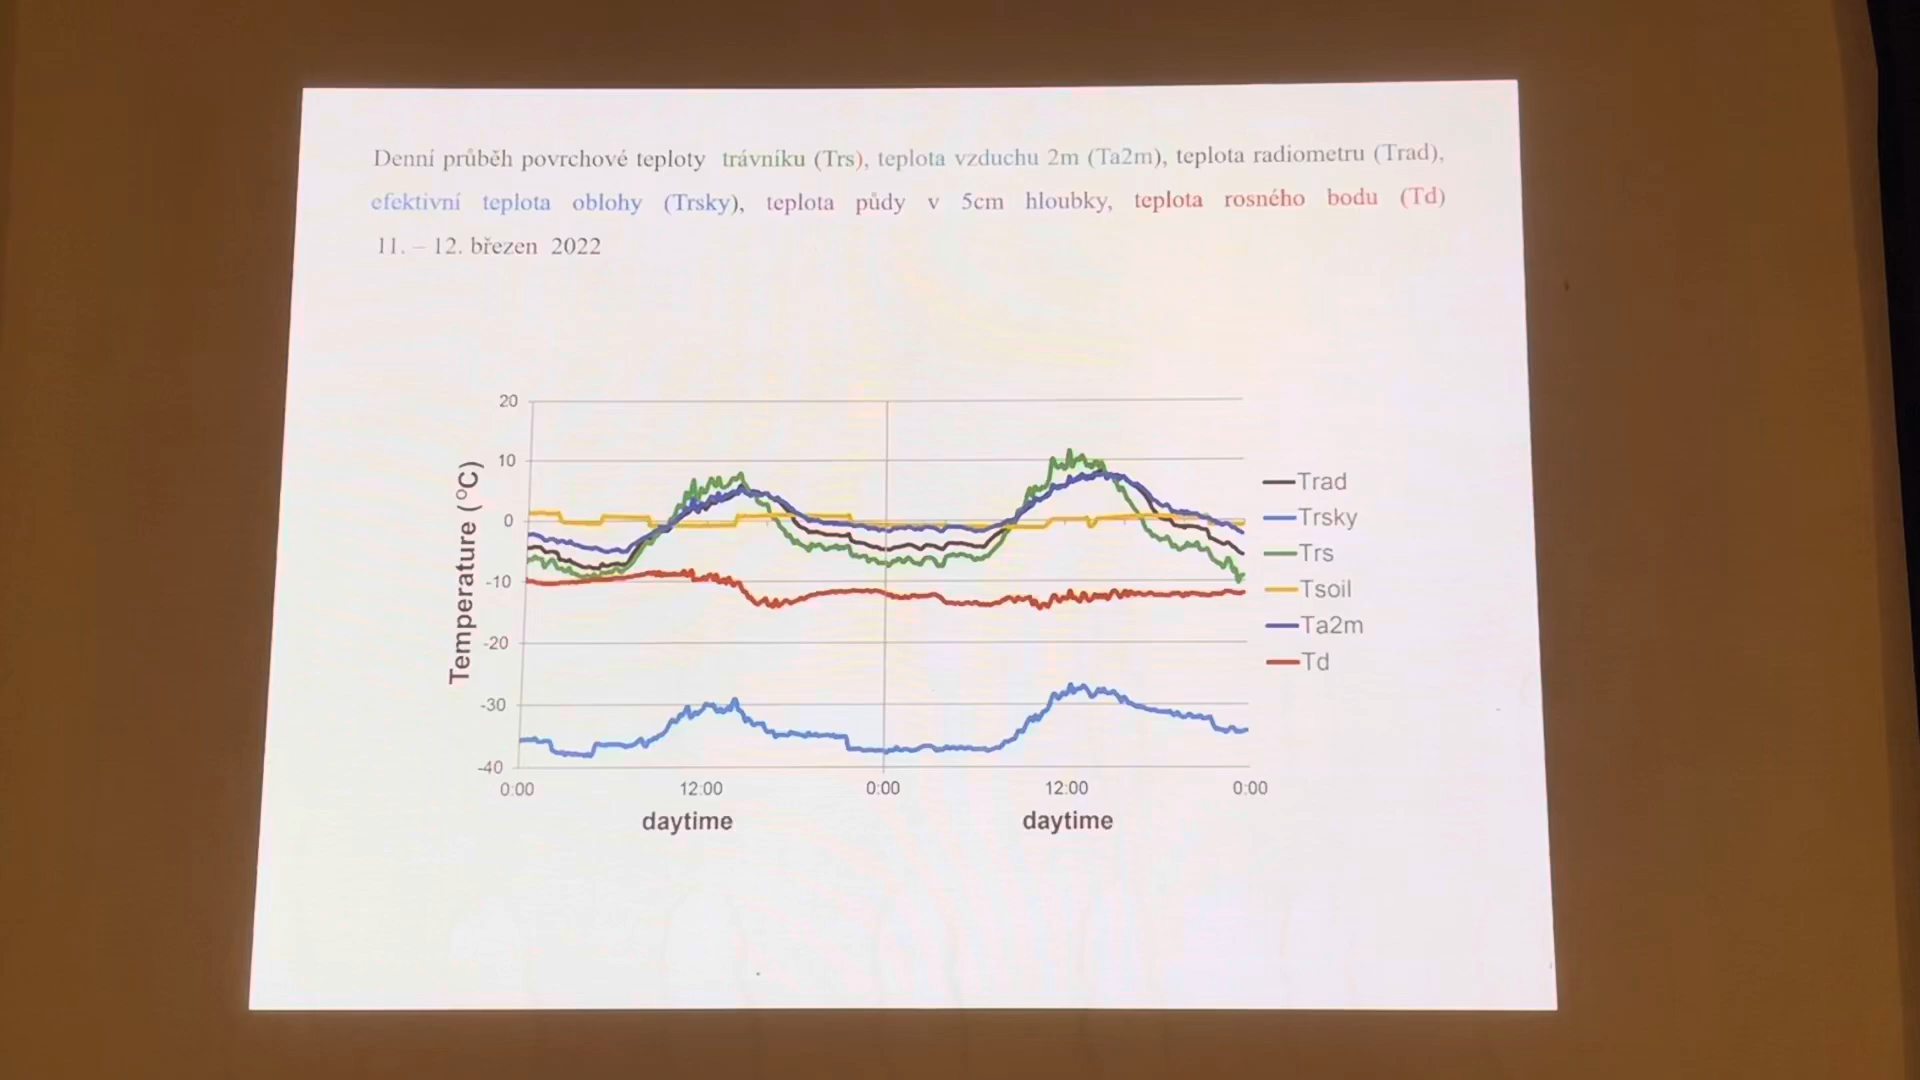 Denní průběh povrchové teploty trávníku (Trs), teplota vzduchu 2m (Ta2m), teplota radiometru (Trad),
efektivní teplota oblohy (Trsky), teplota půdy v 5cm hloubky, teplota rosného bodu (Td)
11. – 12. březen 2022
20
10
0
-10
-20
-30
-40
Temperature (°C)
0:00 12:00 0:00 12:00 0:00
daytime daytime
Trad
Trsky
Trs
Tsoil
Ta2m
Td